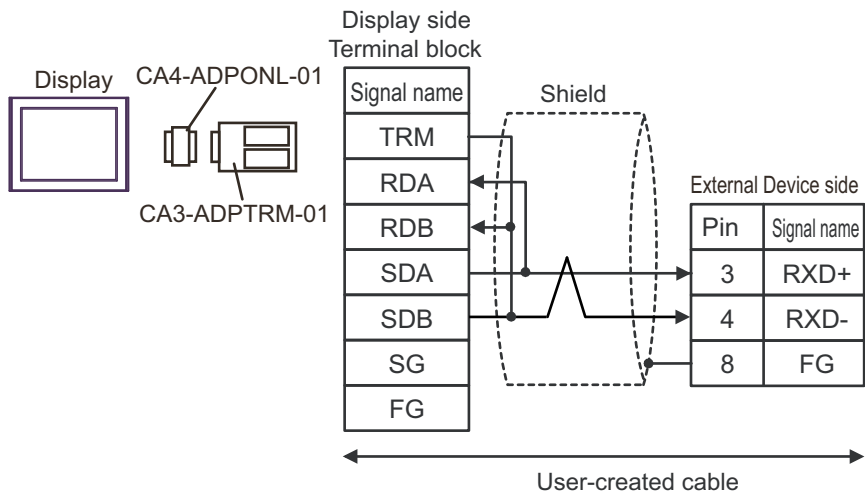 Display side
Terminal block
Display
CA4-ADPONL-01
CA3-ADPTRM-01
Signal name
TRM
RDA
RDB
SDA
SDB
SG
FG
Shield
External Device side
Pin Signal name
3 RXD+
4 RXD-
8 FG
User-created cable